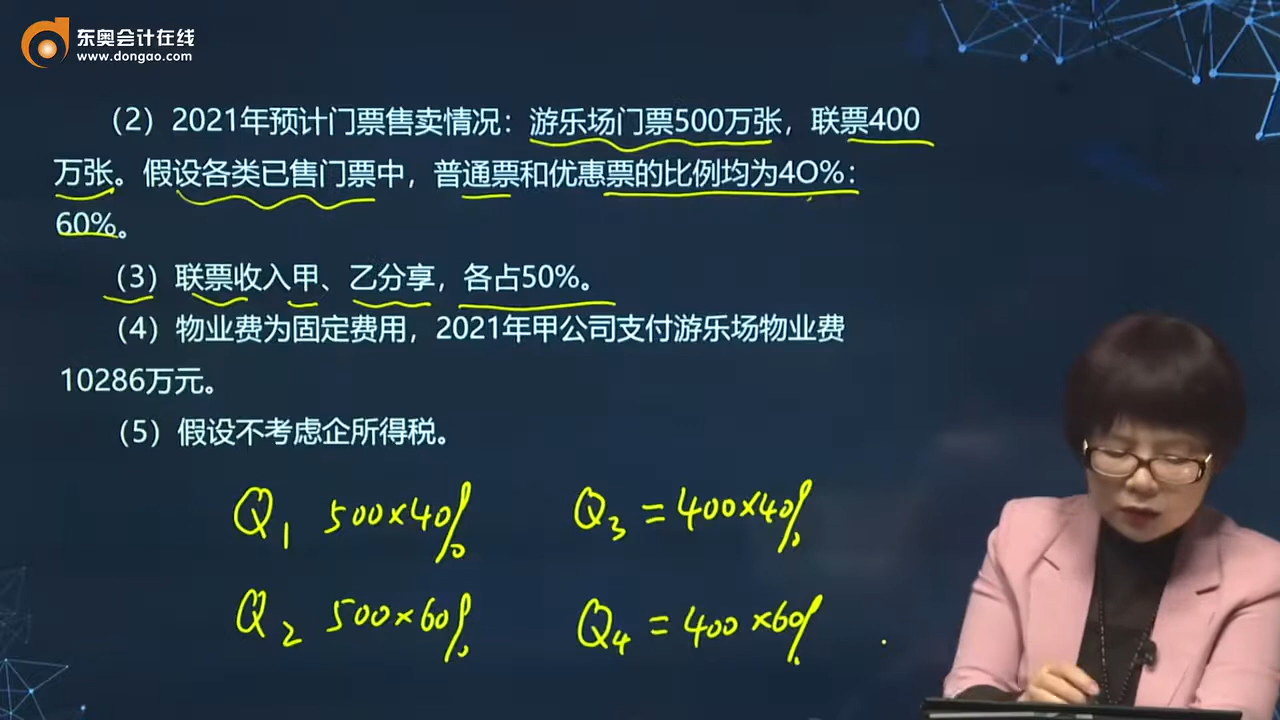 东奥会计在线
www.dongao.com
（2）2021年预计门票售卖情况：游乐场门票500万张，联票400
万张。假设各类已售门票中，普通票和优惠票的比例均为4O%：
60%。
（3）联票收入甲、乙分享，各占50%。
（4）物业费为固定费用，2021年甲公司支付游乐场物业费
10286万元。
（5）假设不考虑企所得税。
Q1 500×40% Q3 = 400×40%
Q2 500×60% Q4 = 400×60%